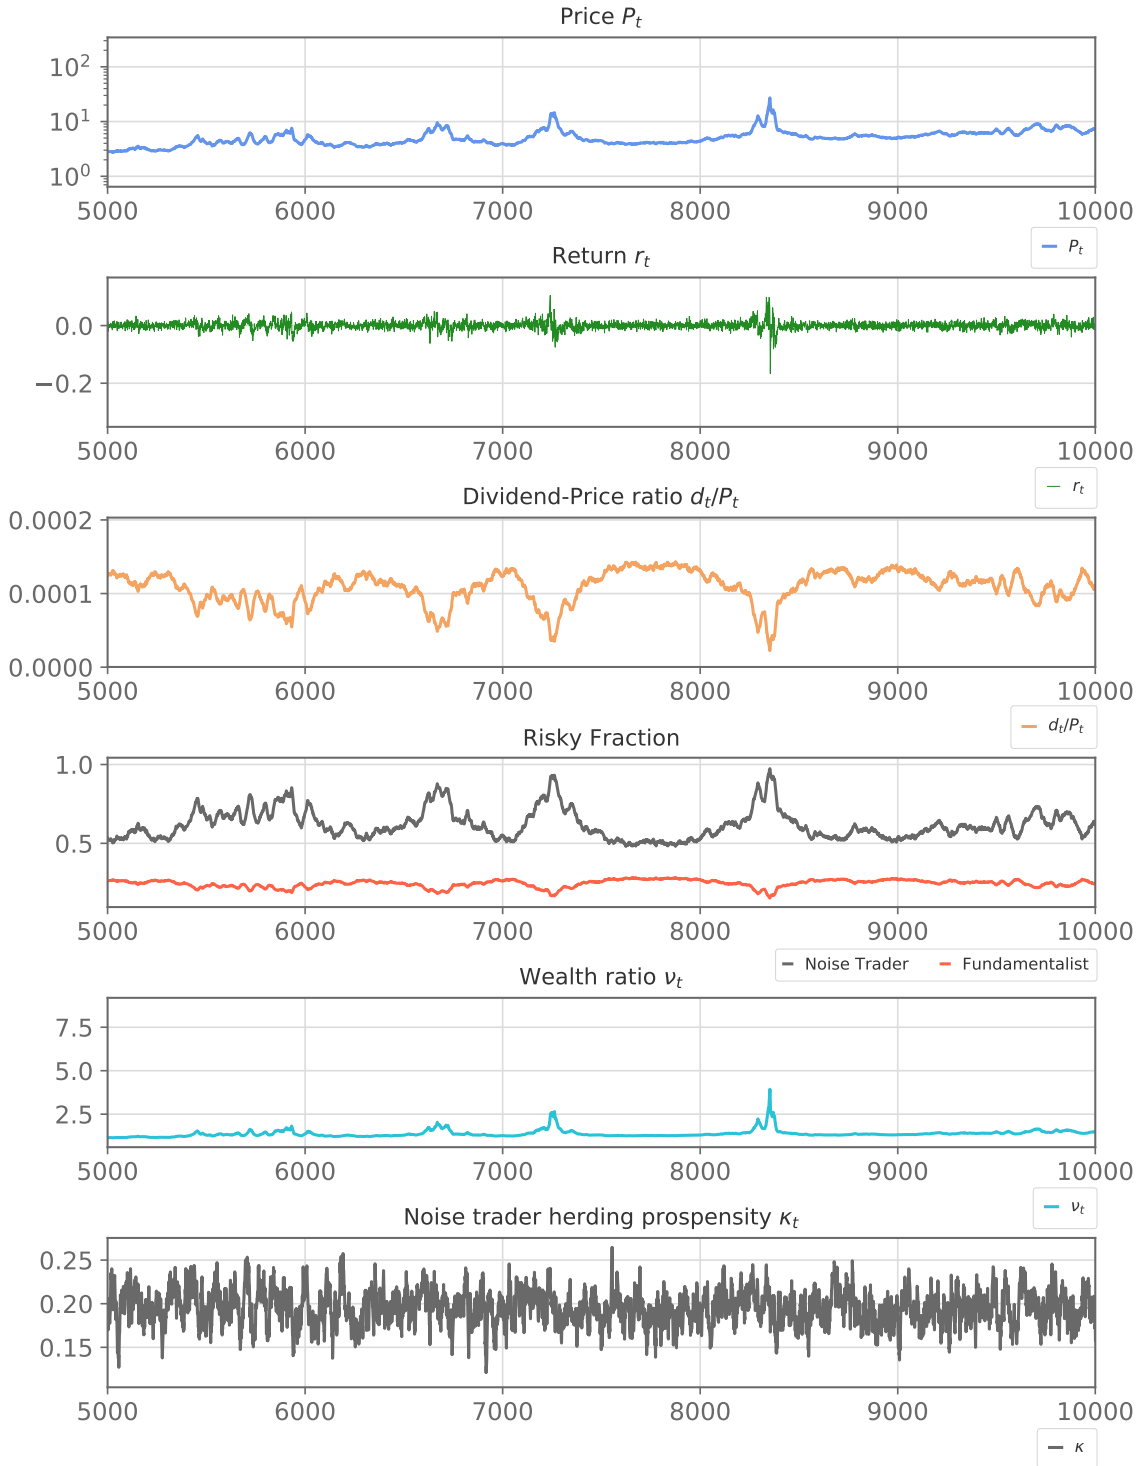 Price P_t
10^2
10^1
10^0
5000 6000 7000 8000 9000 10000
P_t
Return r_t
0.0
−0.2
5000 6000 7000 8000 9000 10000
r_t
Dividend-Price ratio d_t/P_t
0.0002
0.0001
0.0000
5000 6000 7000 8000 9000 10000
d_t/P_t
Risky Fraction
1.0
0.5
5000 6000 7000 8000 9000 10000
Noise Trader Fundamentalist
Wealth ratio ν_t
7.5
5.0
2.5
5000 6000 7000 8000 9000 10000
ν_t
Noise trader herding prospensity κ_t
0.25
0.20
0.15
5000 6000 7000 8000 9000 10000
κ